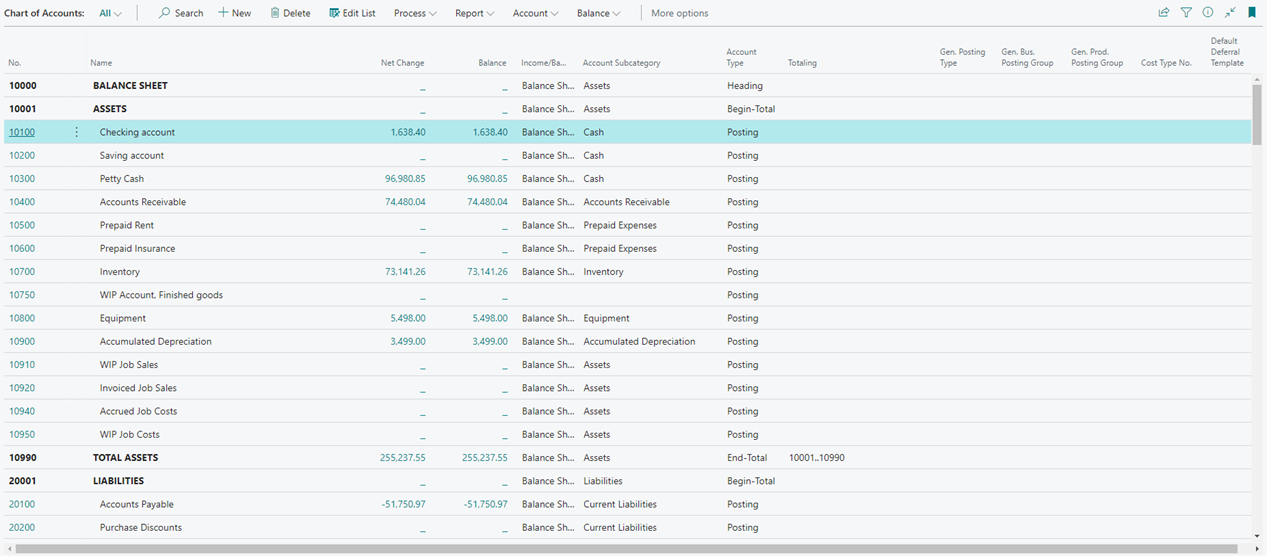 Chart of Accounts: All Search New Delete Edit List Process Report Account Balance More options
No. Name Net Change Balance Income/Ba... Account Subcategory Account Type Totaling Gen. Posting Type Gen. Bus. Posting Group Gen. Prod. Posting Group Cost Type No. Default Deferral Template
10000 BALANCE SHEET _ _ Balance Sh... Assets Heading
10001 ASSETS _ _ Balance Sh... Assets Begin-Total
10100 Checking account 1,638.40 1,638.40 Balance Sh... Cash Posting
10200 Saving account _ _ Balance Sh... Cash Posting
10300 Petty Cash 96,980.85 96,980.85 Balance Sh... Cash Posting
10400 Accounts Receivable 74,480.04 74,480.04 Balance Sh... Accounts Receivable Posting
10500 Prepaid Rent _ _ Balance Sh... Prepaid Expenses Posting
10600 Prepaid Insurance _ _ Balance Sh... Prepaid Expenses Posting
10700 Inventory 73,141.26 73,141.26 Balance Sh... Inventory Posting
10750 WIP Account, Finished goods _ _ Posting
10800 Equipment 5,498.00 5,498.00 Balance Sh... Equipment Posting
10900 Accumulated Depreciation 3,499.00 3,499.00 Balance Sh... Accumulated Depreciation Posting
10910 WIP Job Sales _ _ Balance Sh... Assets Posting
10920 Invoiced Job Sales _ _ Balance Sh... Assets Posting
10940 Accrued Job Costs _ _ Balance Sh... Assets Posting
10950 WIP Job Costs _ _ Balance Sh... Assets Posting
10990 TOTAL ASSETS 255,237.55 255,237.55 Balance Sh... Assets End-Total 10001..10990
20001 LIABILITIES _ _ Balance Sh... Liabilities Begin-Total
20100 Accounts Payable -51,750.97 -51,750.97 Balance Sh... Current Liabilities Posting
20200 Purchase Discounts _ _ Balance Sh... Current Liabilities Posting